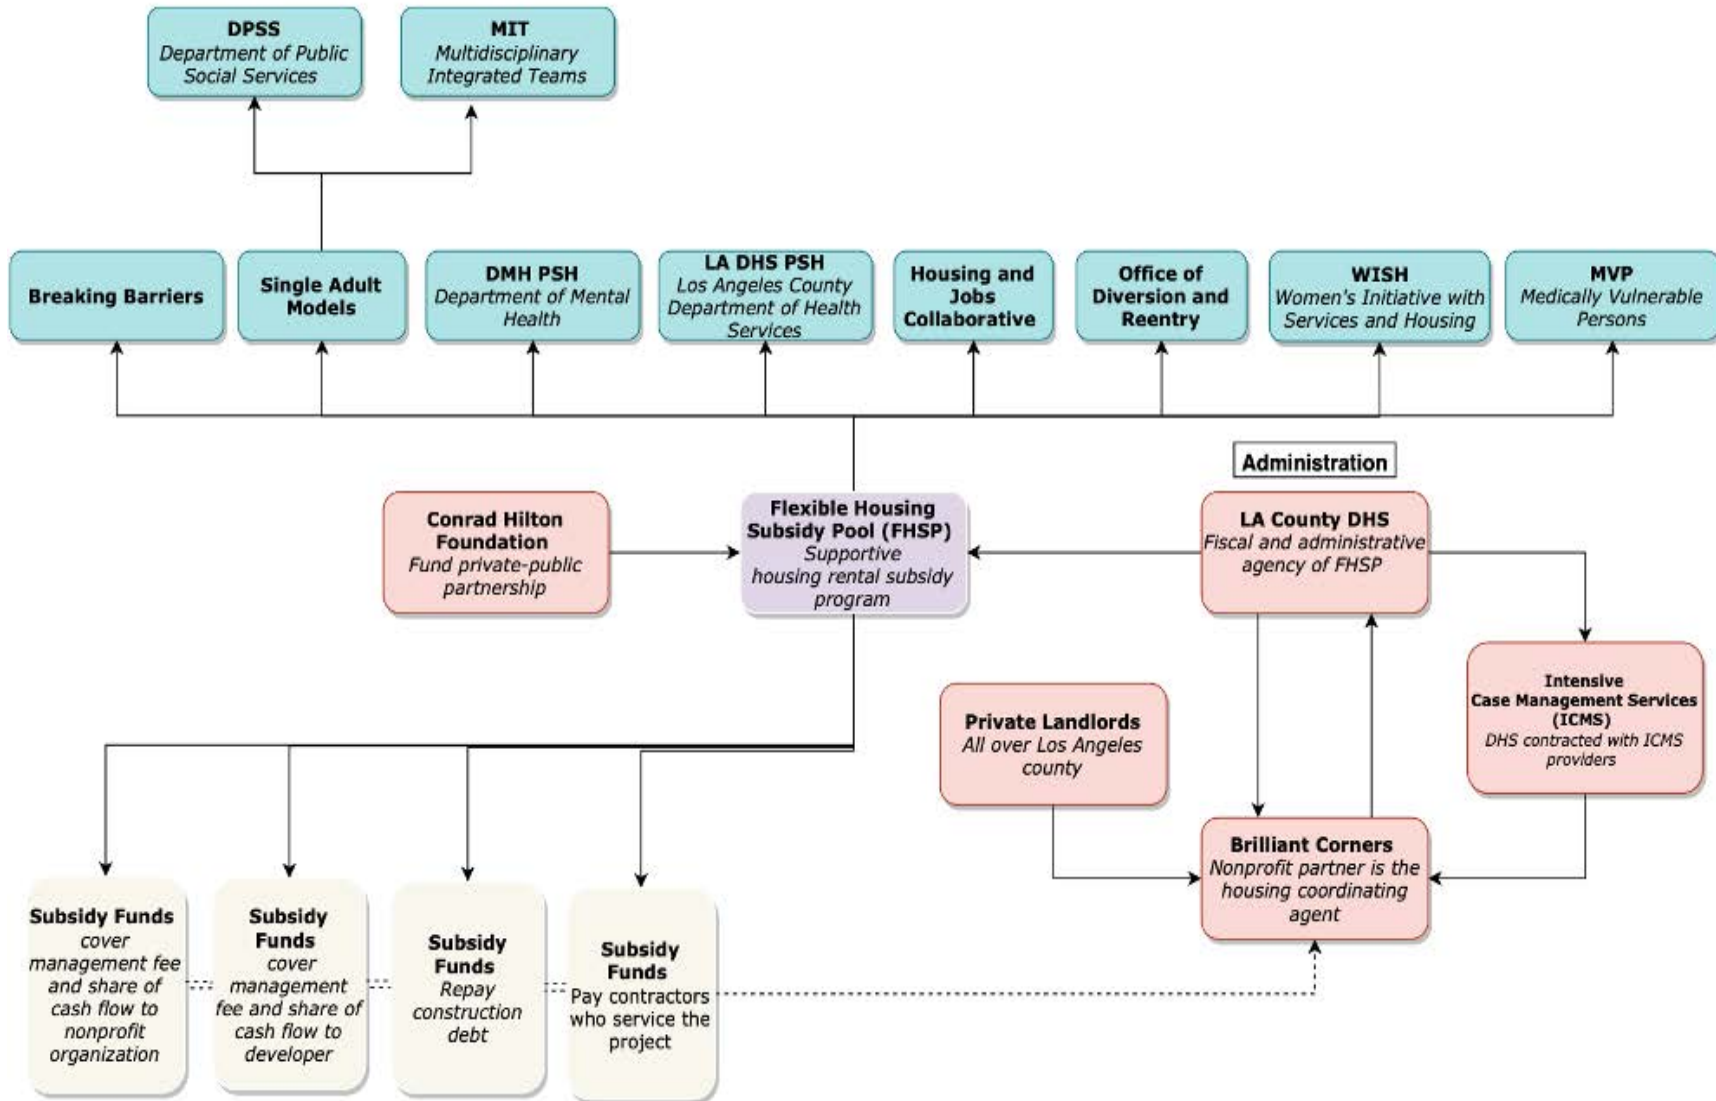 DPSS
Department of Public
Social Services
MIT
Multidisciplinary
Integrated Teams
Breaking Barriers
Single Adult
Models
DMH PSH
Department of Mental
Health
LA DHS PSH
Los Angeles County
Department of Health
Services
Housing and
Jobs
Collaborative
Office of
Diversion and
Reentry
WISH
Women's Initiative with
Services and Housing
MVP
Medically Vulnerable
Persons
Administration
Conrad Hilton
Foundation
Fund private-public
partnership
Flexible Housing
Subsidy Pool (FHSP)
Supportive
housing rental subsidy
program
LA County DHS
Fiscal and administrative
agency of FHSP
Intensive
Case Management Services
(ICMS)
DHS contracted with ICMS
providers
Private Landlords
All over Los Angeles
county
Brilliant Corners
Nonprofit partner is the
housing coordinating
agent
Subsidy Funds
cover
management fee
and share of
cash flow to
nonprofit
organization
Subsidy
Funds
cover
management
fee and share of
cash flow to
developer
Subsidy
Funds
Repay
construction
debt
Subsidy
Funds
Pay contractors
who service the
project